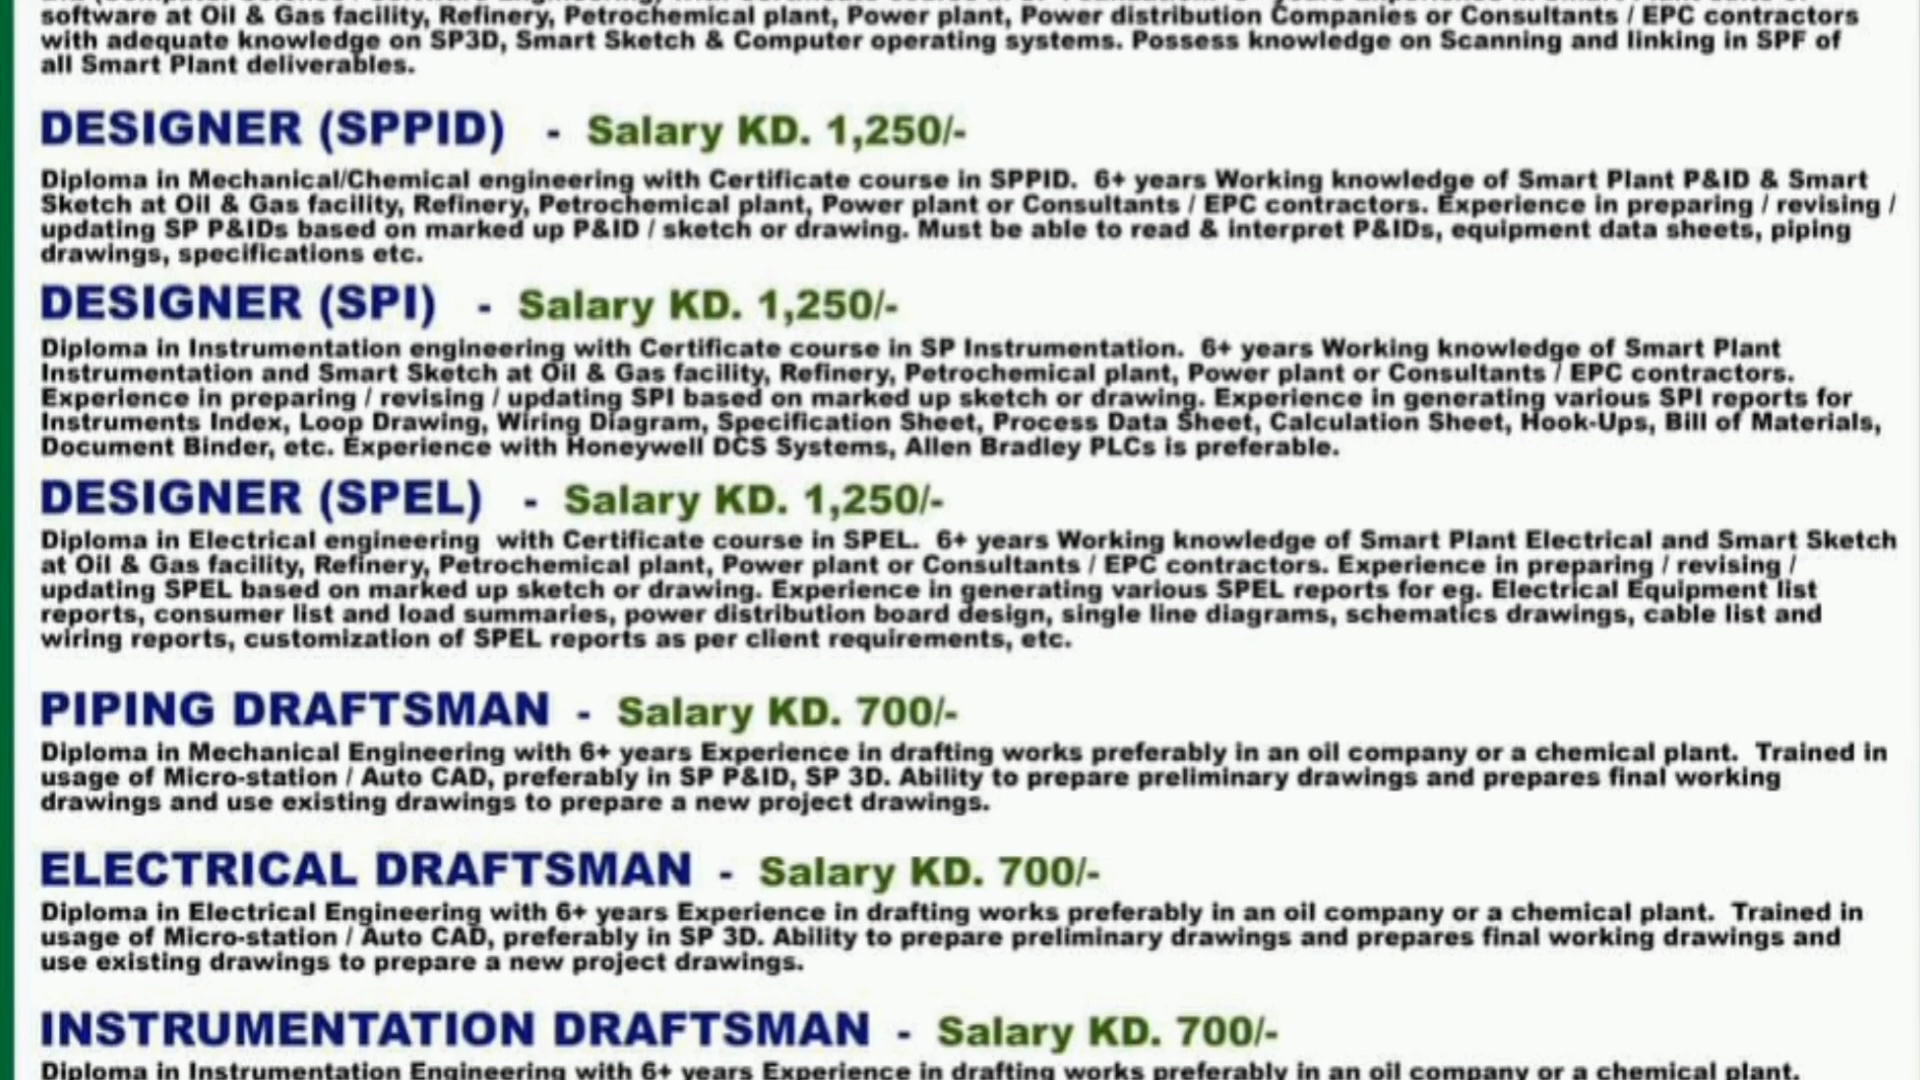 software at Oil & Gas facility, Refinery, Petrochemical plant, Power plant, Power distribution Companies or Consultants / EPC contractors
with adequate knowledge on SP3D, Smart Sketch & Computer operating systems. Possess knowledge on Scanning and linking in SPF of
all Smart Plant deliverables.
DESIGNER (SPPID) - Salary KD. 1,250/-
Diploma in Mechanical/Chemical engineering with Certificate course in SPPID. 6+ years Working knowledge of Smart Plant P&ID & Smart
Sketch at Oil & Gas facility, Refinery, Petrochemical plant, Power plant or Consultants / EPC contractors. Experience in preparing / revising /
updating SP P&IDs based on marked up P&ID / sketch or drawing. Must be able to read & interpret P&IDs, equipment data sheets, piping
drawings, specifications etc.
DESIGNER (SPI) - Salary KD. 1,250/-
Diploma in Instrumentation engineering with Certificate course in SP Instrumentation. 6+ years Working knowledge of Smart Plant
Instrumentation and Smart Sketch at Oil & Gas facility, Refinery, Petrochemical plant, Power plant or Consultants / EPC contractors.
Experience in preparing / revising / updating SPI based on marked up sketch or drawing. Experience in generating various SPI reports for
Instruments Index, Loop Drawing, Wiring Diagram, Specification Sheet, Process Data Sheet, Calculation Sheet, Hook-Ups, Bill of Materials,
Document Binder, etc. Experience with Honeywell DCS Systems, Allen Bradley PLCs is preferable.
DESIGNER (SPEL) - Salary KD. 1,250/-
Diploma in Electrical engineering with Certificate course in SPEL. 6+ years Working knowledge of Smart Plant Electrical and Smart Sketch
at Oil & Gas facility, Refinery, Petrochemical plant, Power plant or Consultants / EPC contractors. Experience in preparing / revising /
updating SPEL based on marked up sketch or drawing. Experience in generating various SPEL reports for eg. Electrical Equipment list
reports, consumer list and load summaries, power distribution board design, single line diagrams, schematics drawings, cable list and
wiring reports, customization of SPEL reports as per client requirements, etc.
PIPING DRAFTSMAN - Salary KD. 700/-
Diploma in Mechanical Engineering with 6+ years Experience in drafting works preferably in an oil company or a chemical plant. Trained in
usage of Micro-station / Auto CAD, preferably in SP P&ID, SP 3D. Ability to prepare preliminary drawings and prepares final working
drawings and use existing drawings to prepare a new project drawings.
ELECTRICAL DRAFTSMAN - Salary KD. 700/-
Diploma in Electrical Engineering with 6+ years Experience in drafting works preferably in an oil company or a chemical plant. Trained in
usage of Micro-station / Auto CAD, preferably in SP 3D. Ability to prepare preliminary drawings and prepares final working drawings and
use existing drawings to prepare a new project drawings.
INSTRUMENTATION DRAFTSMAN - Salary KD. 700/-
Diploma in Instrumentation Engineering with 6+ years Experience in drafting works preferably in an oil company or a chemical plant.